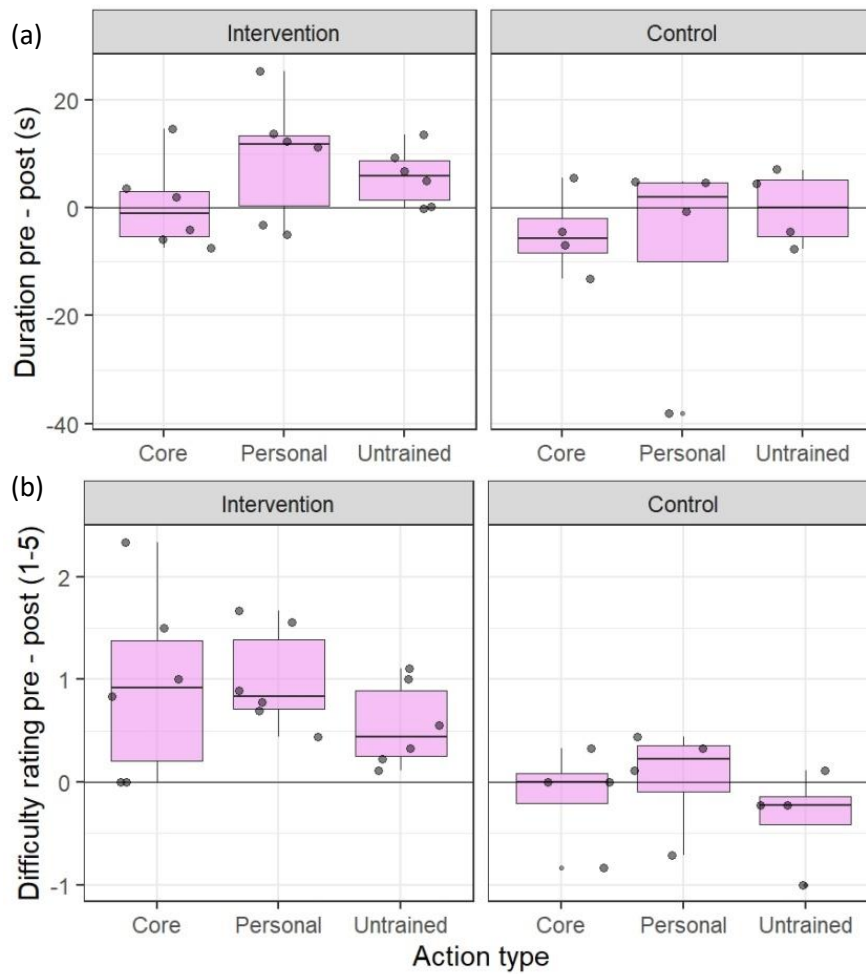 (a)
Intervention Control
Duration pre - post (s)
20
0
-20
-40
Core Personal Untrained Core Personal Untrained
(b)
Intervention Control
Difficulty rating pre - post (1-5)
2
1
0
-1
Core Personal Untrained Core Personal Untrained
Action type